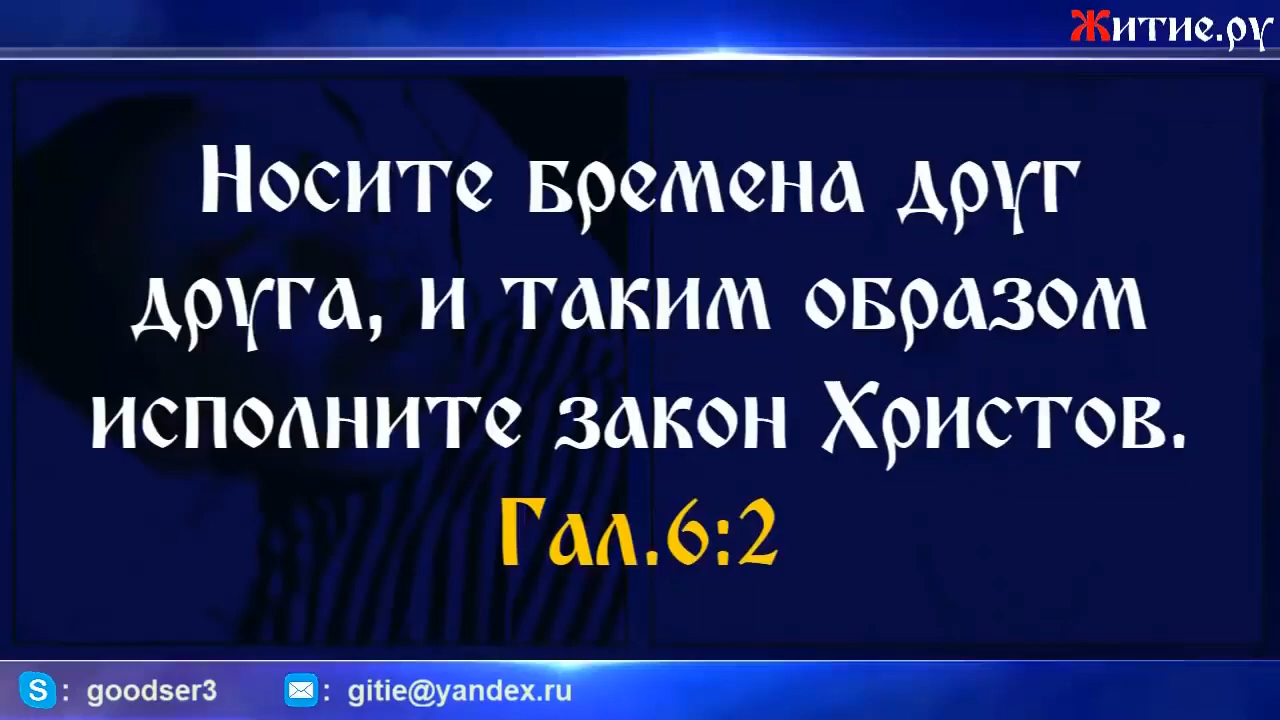 Житие.ру
Носите бремена друг
друга, и таким образом
исполните закон Христов.
Гал.6:2
: goodser3
: gitie@yandex.ru